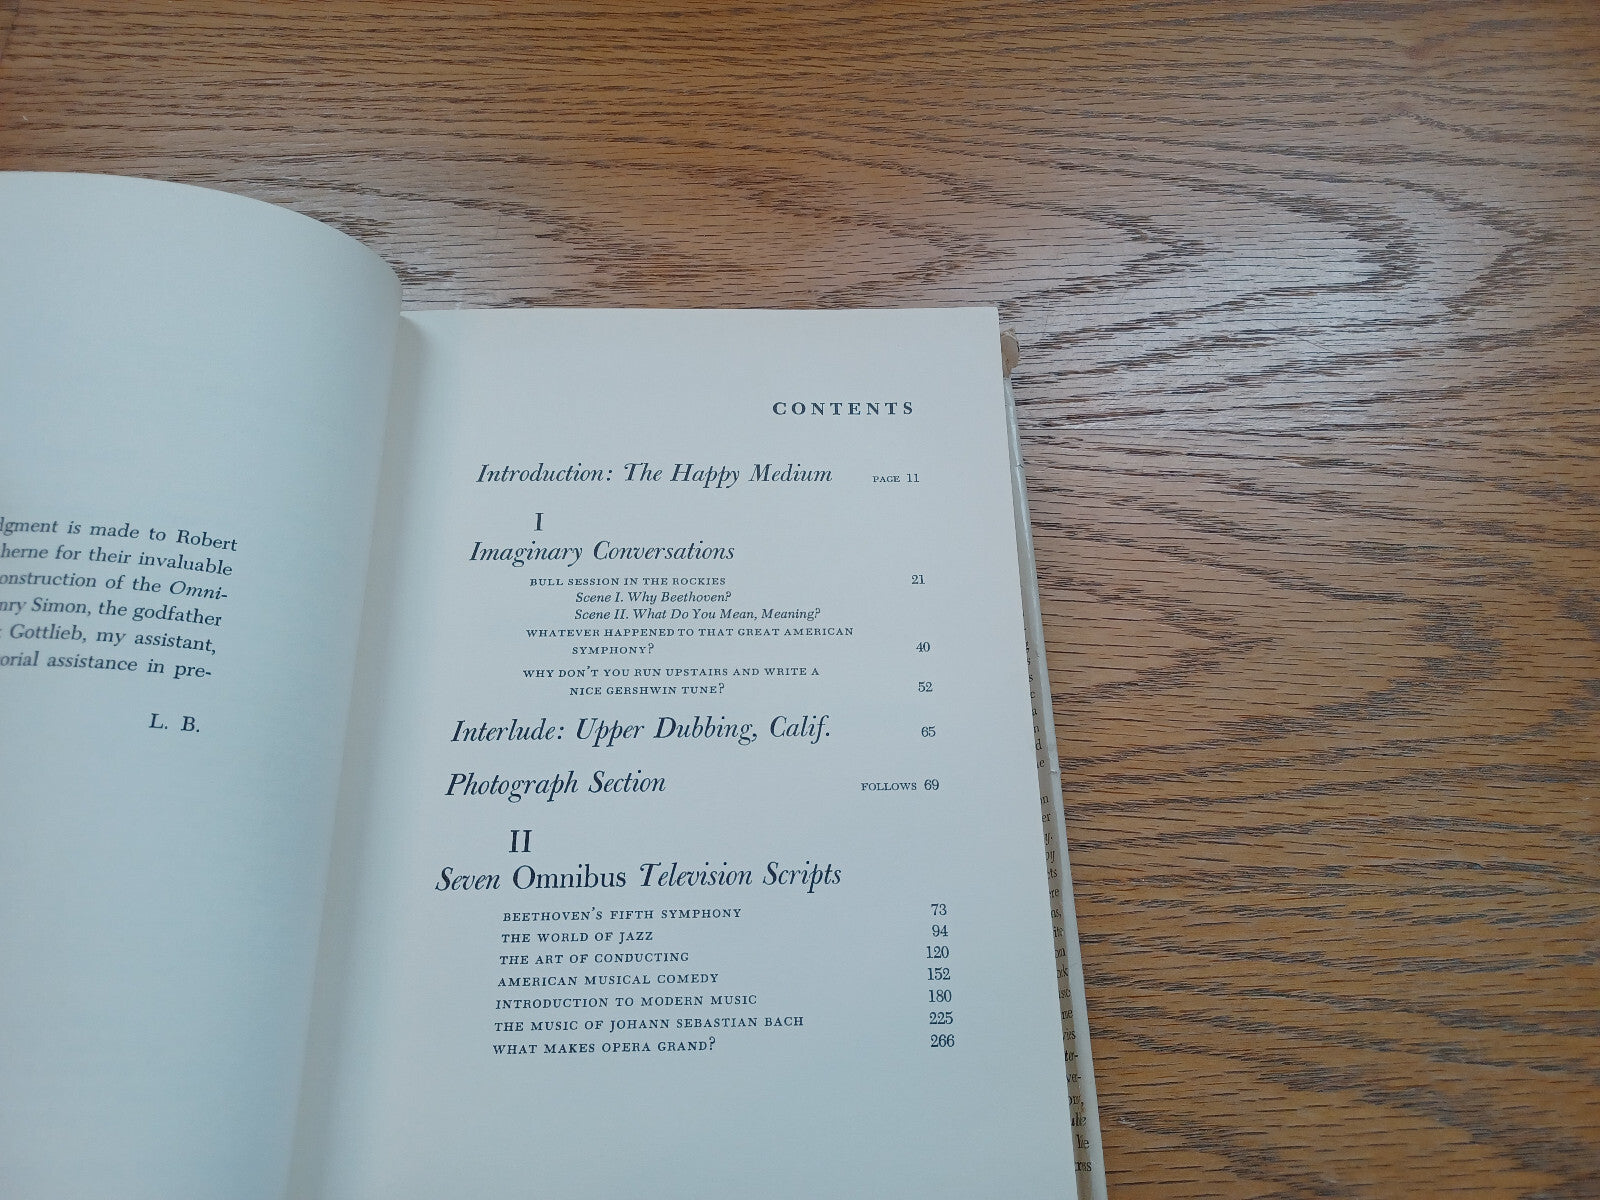 dgment is made to Robert
herne for their invaluable
onstruction of the Omni-
nry Simon, the godfather
Gottlieb, my assistant,
orial assistance in pre-
L. B.
CONTENTS
Introduction: The Happy Medium PAGE 11
I
Imaginary Conversations
BULL SESSION IN THE ROCKIES 21
Scene I. Why Beethoven?
Scene II. What Do You Mean, Meaning?
WHATEVER HAPPENED TO THAT GREAT AMERICAN
SYMPHONY? 40
WHY DON'T YOU RUN UPSTAIRS AND WRITE A
NICE GERSHWIN TUNE? 52
Interlude: Upper Dubbing, Calif. 65
Photograph Section FOLLOWS 69
II
Seven Omnibus Television Scripts
BEETHOVEN'S FIFTH SYMPHONY 73
THE WORLD OF JAZZ 94
THE ART OF CONDUCTING 120
AMERICAN MUSICAL COMEDY 152
INTRODUCTION TO MODERN MUSIC 180
THE MUSIC OF JOHANN SEBASTIAN BACH 225
WHAT MAKES OPERA GRAND? 266